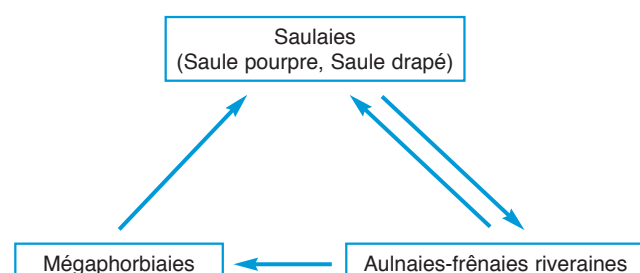 Saulaies
(Saule pourpre, Saule drapé)
Mégaphorbiaies
Aulnaies-frênaies riveraines